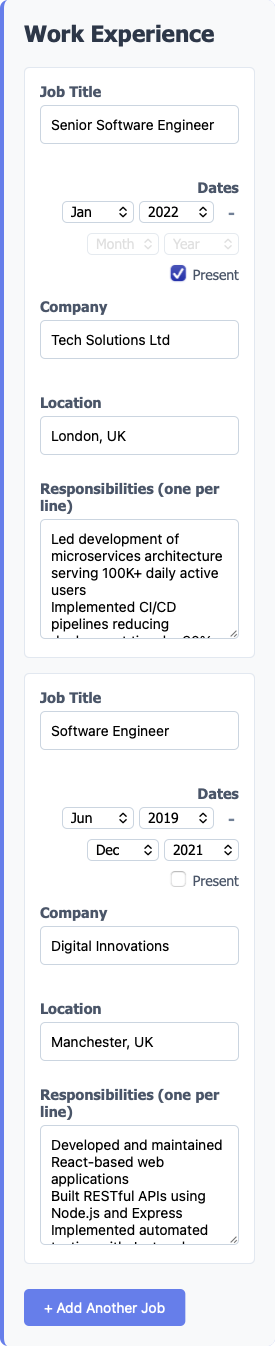 Work Experience
Job Title
Senior Software Engineer
Dates
Jan 2022 -
Month Year
Present
Company
Tech Solutions Ltd
Location
London, UK
Responsibilities (one per
line)
Led development of
microservices architecture
serving 100K+ daily active
users
Implemented CI/CD
pipelines reducing
Job Title
Software Engineer
Dates
Jun 2019 -
Dec 2021
Present
Company
Digital Innovations
Location
Manchester, UK
Responsibilities (one per
line)
Developed and maintained
React-based web
applications
Built RESTful APIs using
Node.js and Express
Implemented automated
+ Add Another Job